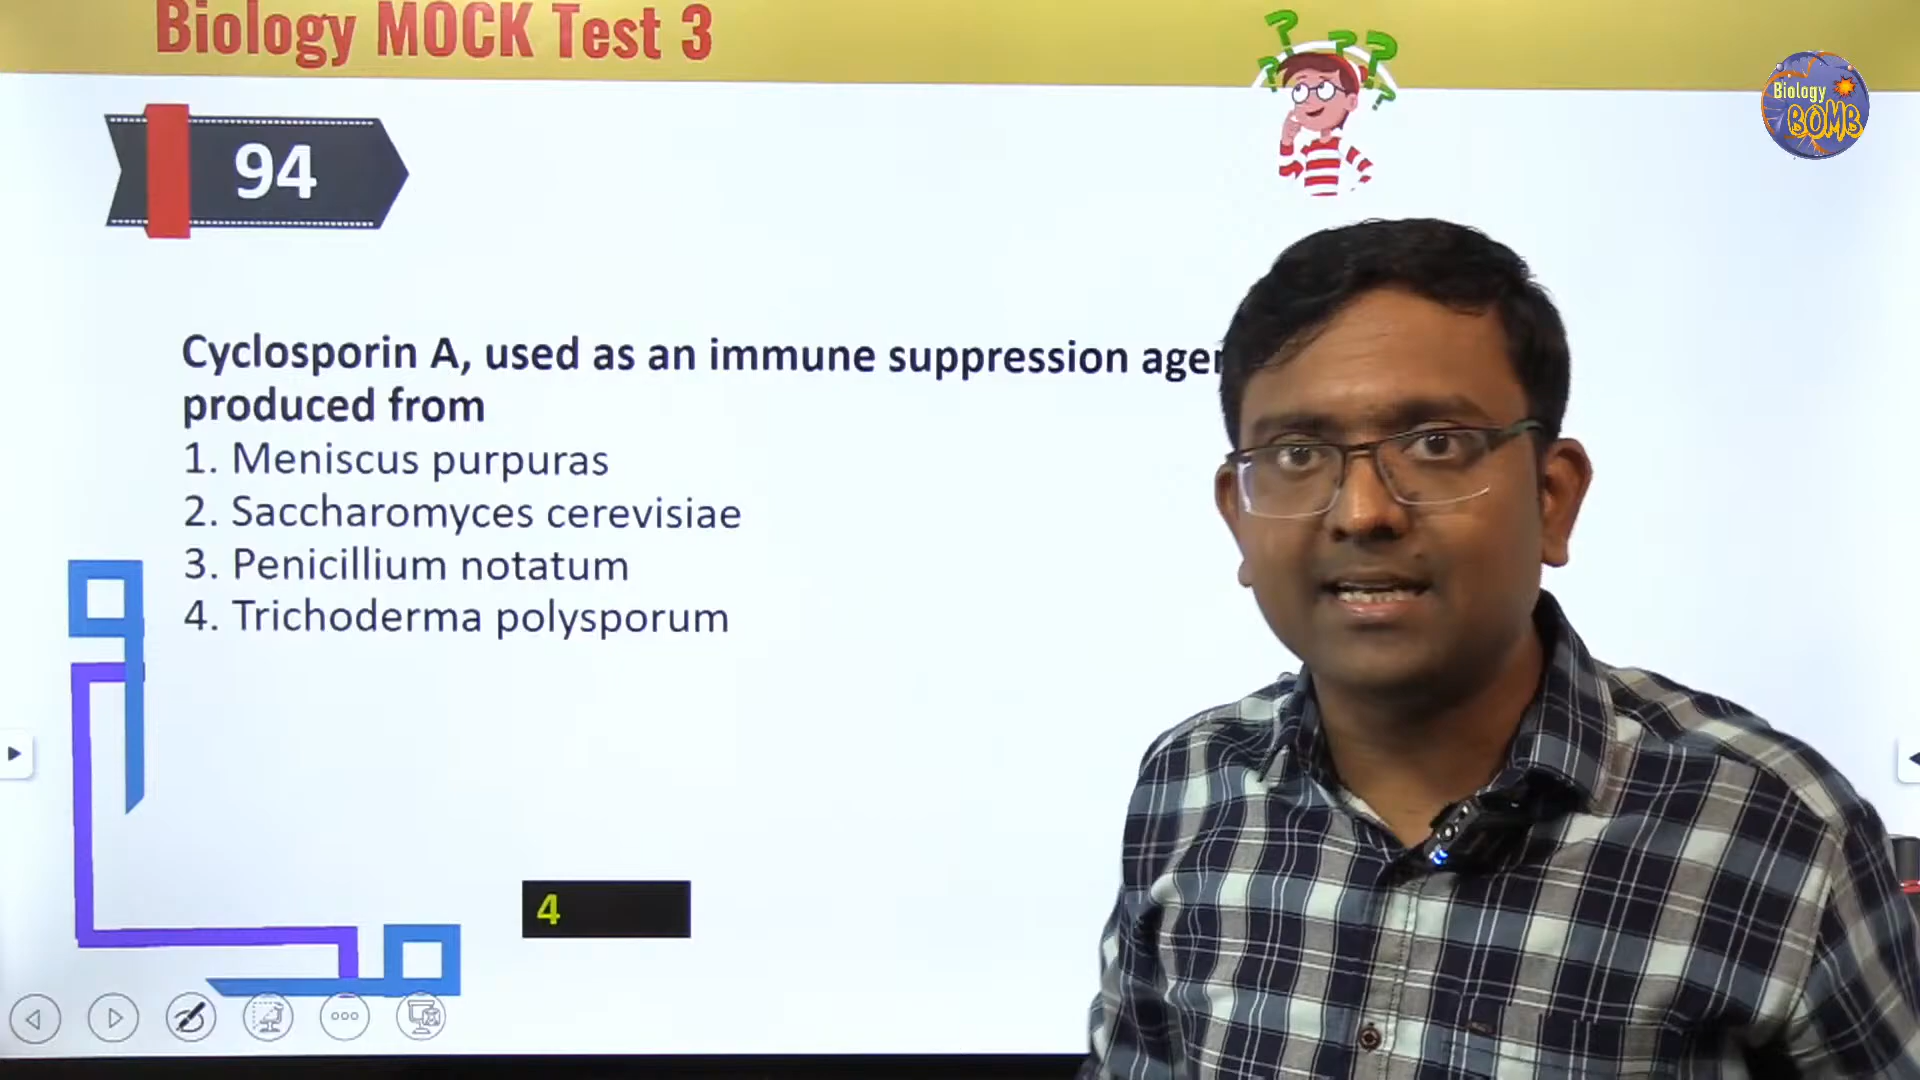 Biology MOCK Test 3
Biology
BOMB
94
Cyclosporin A, used as an immune suppression
produced from
1. Meniscus purpuras
2. Saccharomyces cerevisiae
3. Penicillium notatum
4. Trichoderma polysporum
4